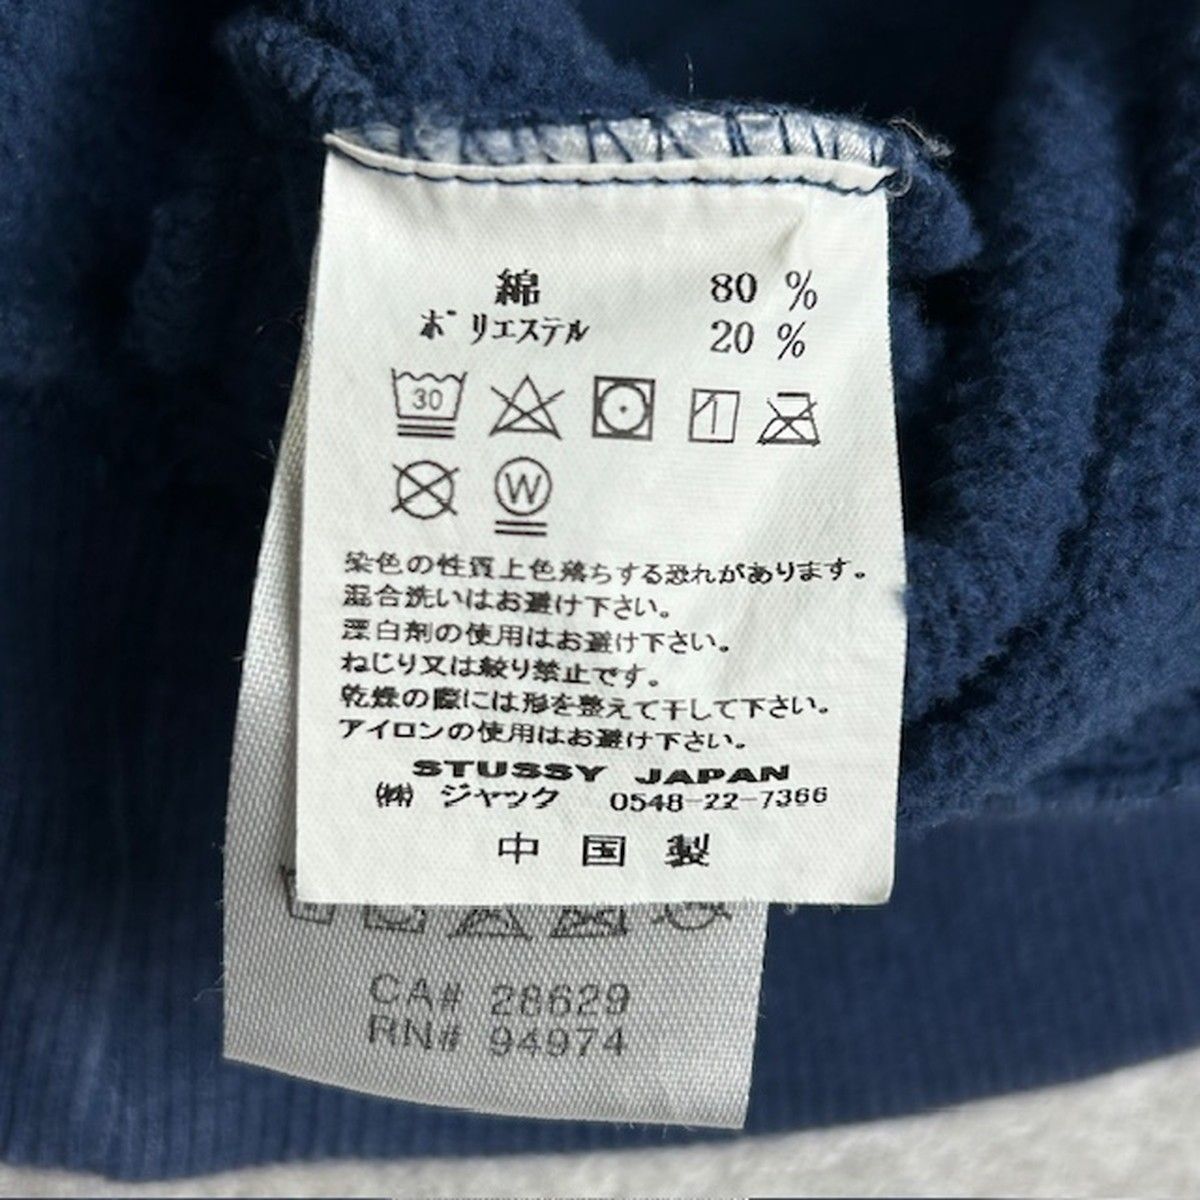 綿 80 %
ポリエステル 20 %
30
W
染色の性質上色落ちする恐れがあります。
混合洗いはお避け下さい。
漂白剤の使用はお避け下さい。
ねじり又は絞り禁止です。
乾燥の際には形を整えて干して下さい。
アイロンの使用はお避け下さい。
STUSSY JAPAN
㈱ ジャック 0548-22-7366
中国製
CA# 28629
RN# 94974